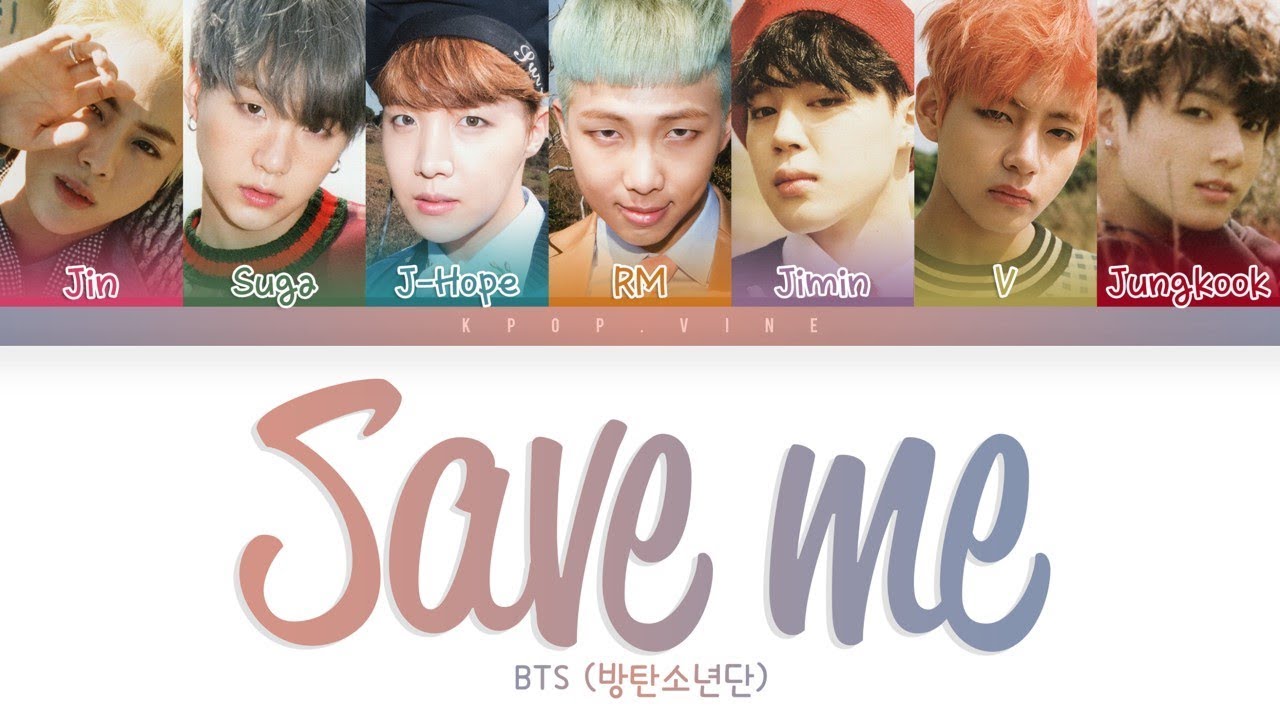 Jin
Suga
J-Hope
RM
Jimin
V
Jungkook
KPOP.VINE
Save me
BTS (방탄소년단)